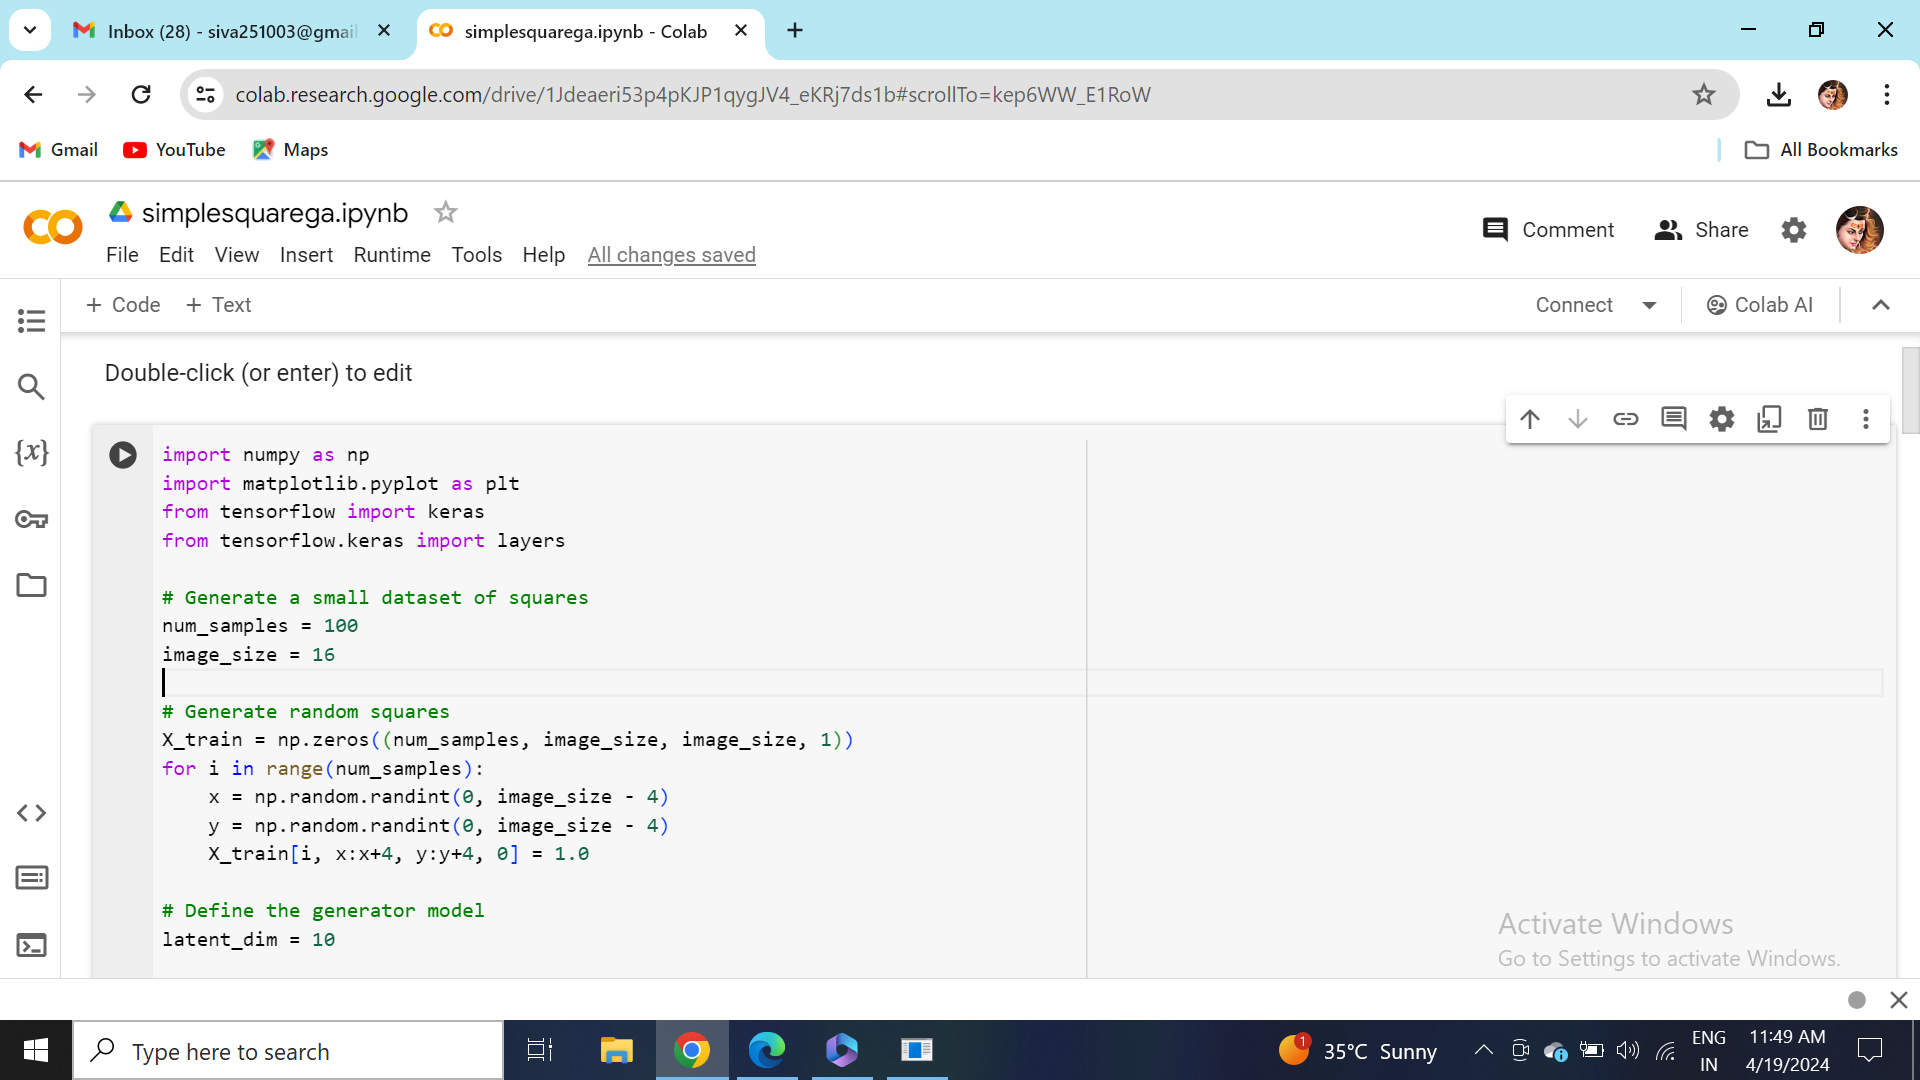 Inbox (28) - siva251003@gmail
simplesquarega.ipynb - Colab
colab.research.google.com/drive/1Jdeaeri53p4pKJP1qygJV4_eKRj7ds1b#scrollTo=kep6WW_E1RoW
Gmail YouTube Maps All Bookmarks
simplesquarega.ipynb
Comment Share
File Edit View Insert Runtime Tools Help All changes saved
+ Code + Text Connect Colab AI
Double-click (or enter) to edit
{x}
import numpy as np
import matplotlib.pyplot as plt
from tensorflow import keras
from tensorflow.keras import layers
# Generate a small dataset of squares
num_samples = 100
image_size = 16
# Generate random squares
X_train = np.zeros((num_samples, image_size, image_size, 1))
for i in range(num_samples):
    x = np.random.randint(0, image_size - 4)
    y = np.random.randint(0, image_size - 4)
    X_train[i, x:x+4, y:y+4, 0] = 1.0
# Define the generator model
latent_dim = 10
Activate Windows
Go to Settings to activate Windows.
Type here to search
1
35°C Sunny
ENG
IN
11:49 AM
4/19/2024